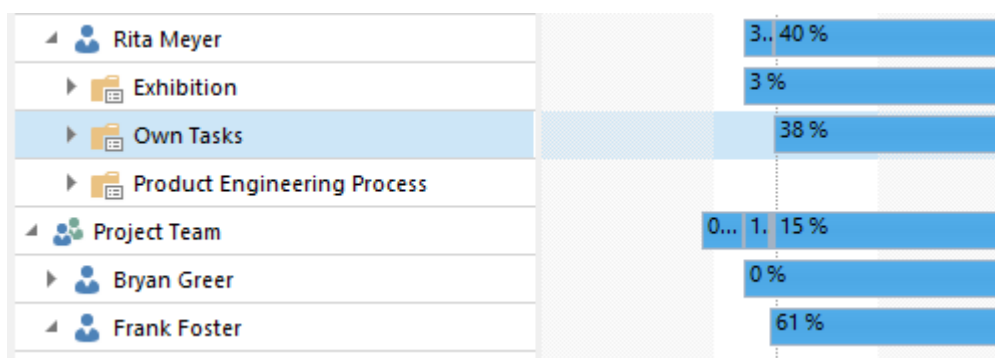 Rita Meyer 3.. 40 %
Exhibition 3 %
Own Tasks 38 %
Product Engineering Process
Project Team 0... 1. 15 %
Bryan Greer 0 %
Frank Foster 61 %